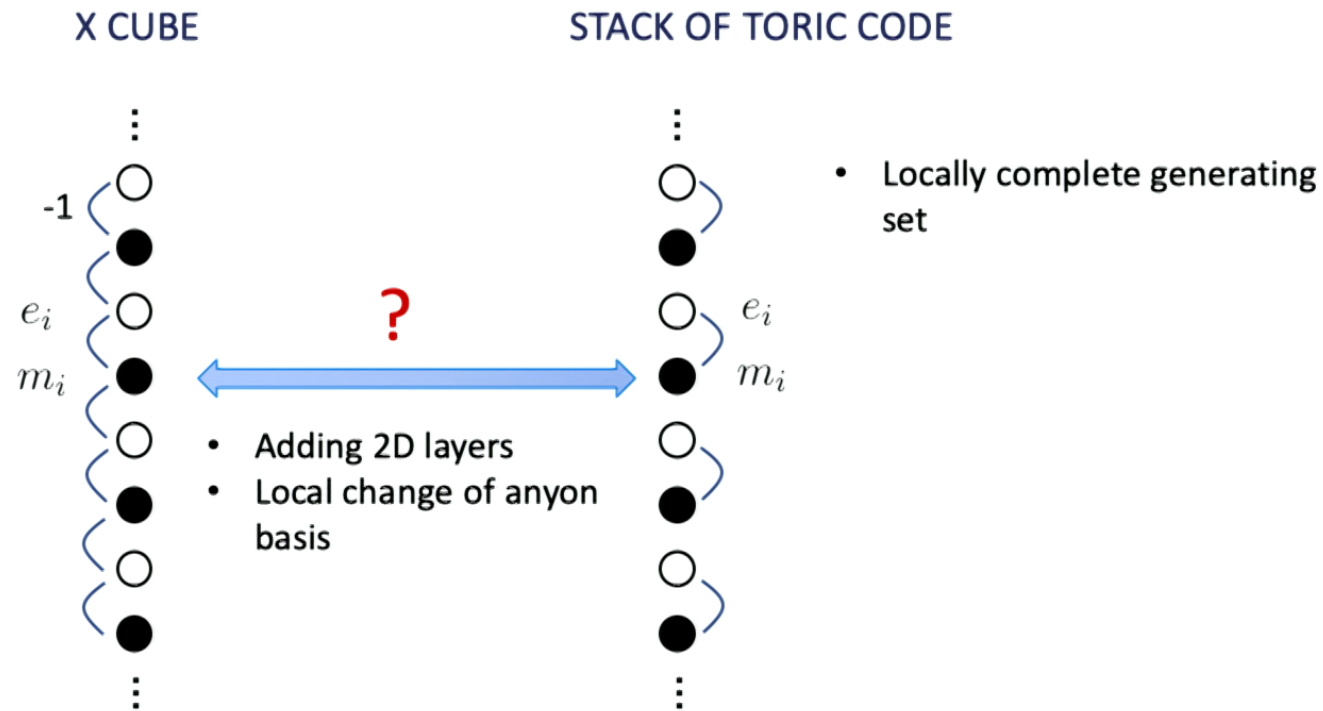 X CUBE
STACK OF TORIC CODE
-1
e_i
m_i
?
• Adding 2D layers
• Local change of anyon
basis
e_i
m_i
• Locally complete generating
set